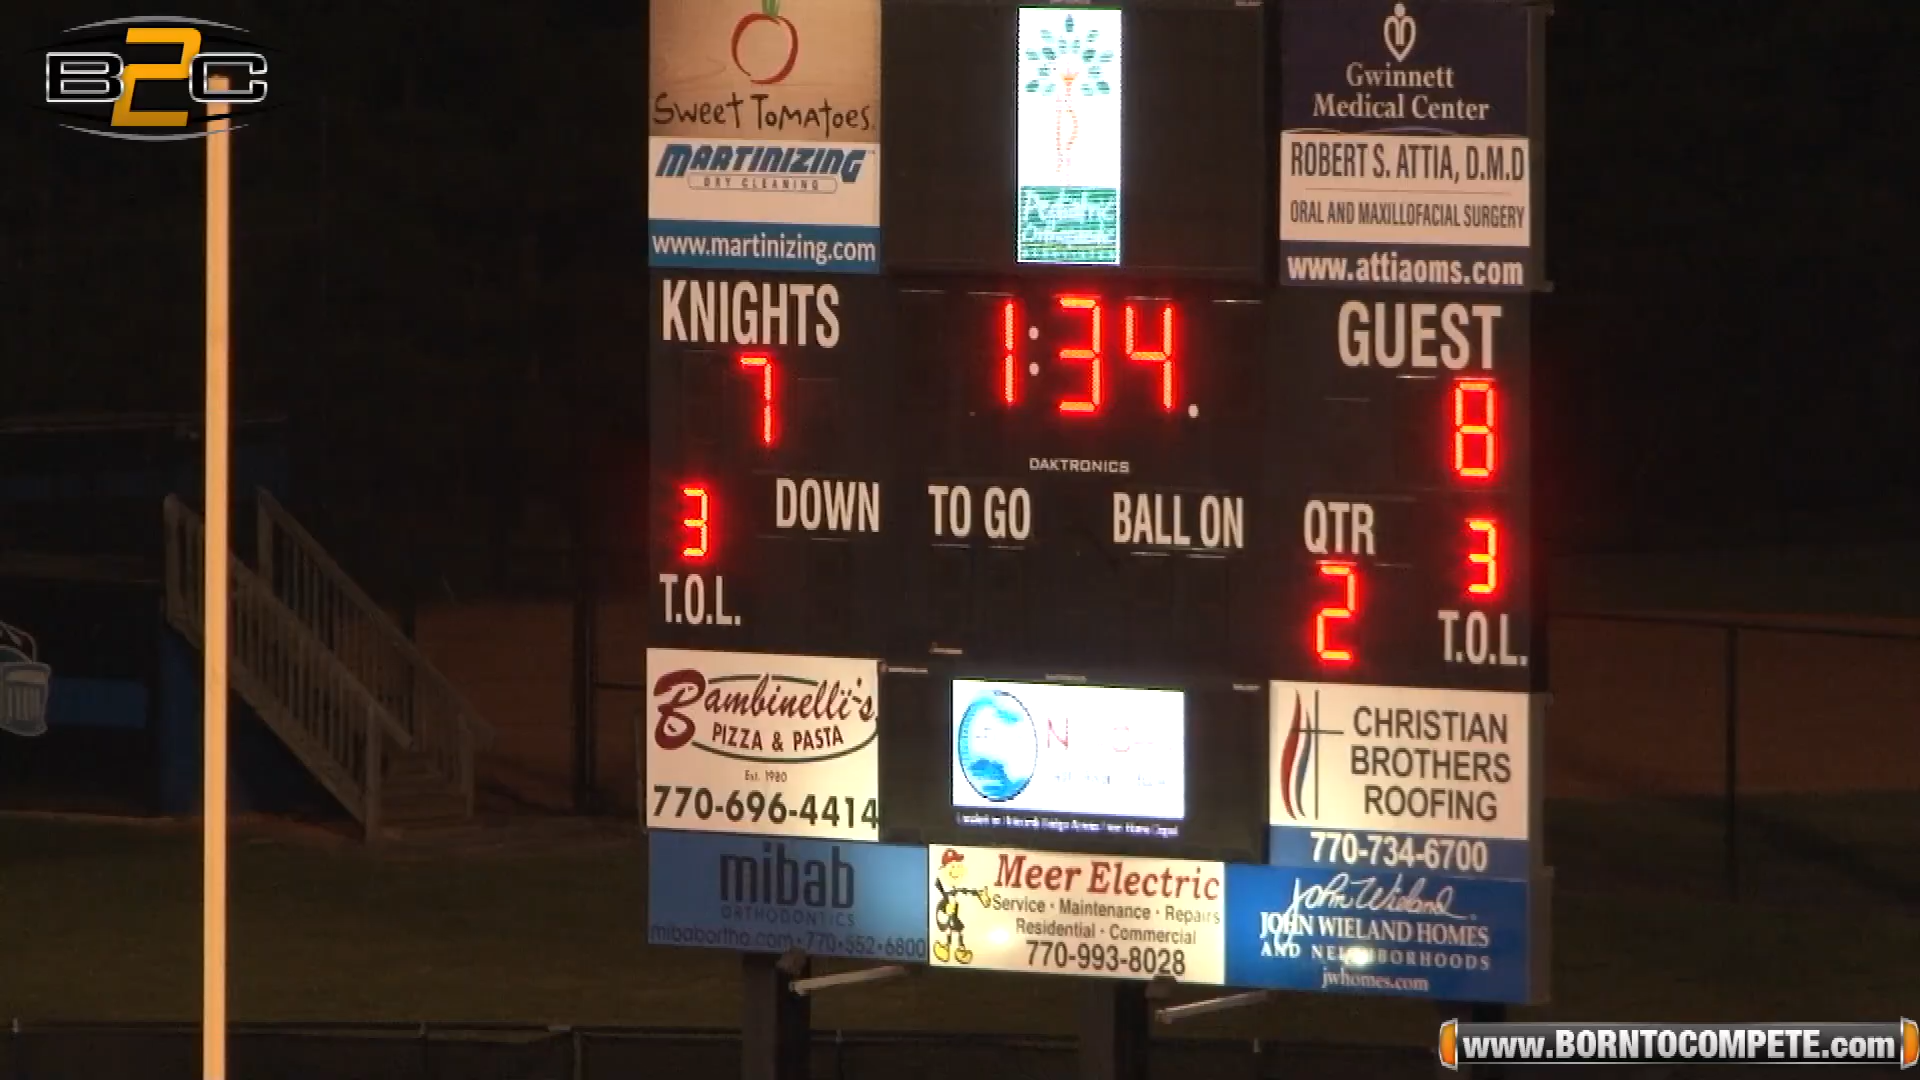 B2C
Sweet Tomatoes
MARTINIZING
DRY CLEANING
www.martinizing.com
Gwinnett
Medical Center
ROBERT S. ATTIA, D.M.D
ORAL AND MAXILLOFACIAL SURGERY
www.attiaoms.com
KNIGHTS
1:34
GUEST
7
8
DAKTRONICS
3
DOWN
TO GO
BALL ON
QTR
3
T.O.L.
2
T.O.L.
Bambinelli's
PIZZA & PASTA
Est. 1980
770-696-4414
CHRISTIAN
BROTHERS
ROOFING
770-734-6700
mibab
ORTHODONTICS
mibabortho.com • 770-552-6800
Meer Electric
Service • Maintenance • Repairs
Residential • Commercial
770-993-8028
John Wieland
JOHN WIELAND HOMES
AND NEIGHBORHOODS
jwhomes.com
www.BORNTOCOMPETE.com